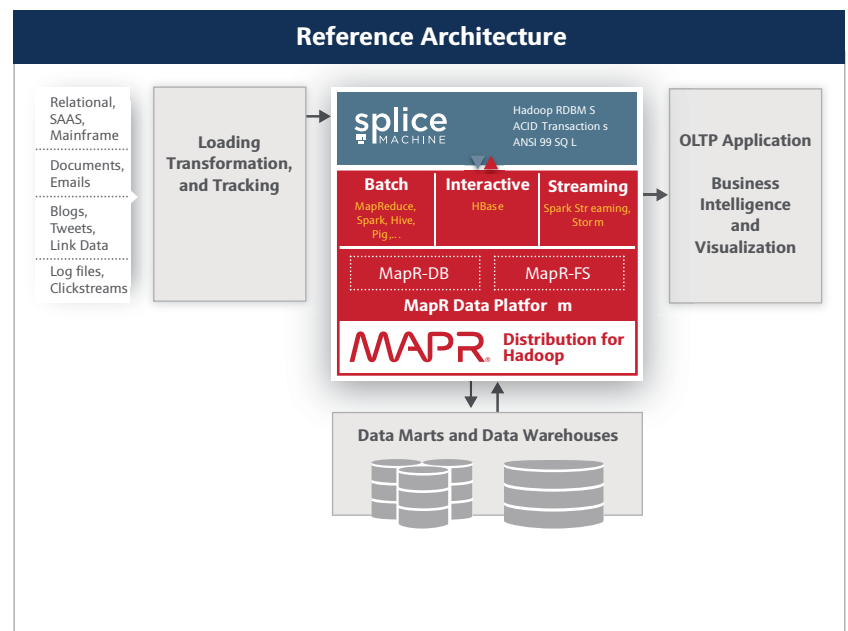 Reference Architecture
Relational,
SAAS,
Mainframe
Documents,
Emails
Blogs,
Tweets,
Link Data
Log files,
Clickstreams
Loading
Transformation,
and Tracking
splice
MACHINE
Hadoop RDBM S
ACID Transaction s
ANSI 99 SQ L
Batch
MapReduce,
Spark, Hive,
Pig,...
Interactive
HBase
Streaming
Spark Str eaming,
Stor m
MapR-DB
MapR-FS
MapR Data Platfor m
MAPR®
Distribution for
Hadoop
OLTP Application
Business
Intelligence
and
Visualization
Data Marts and Data Warehouses